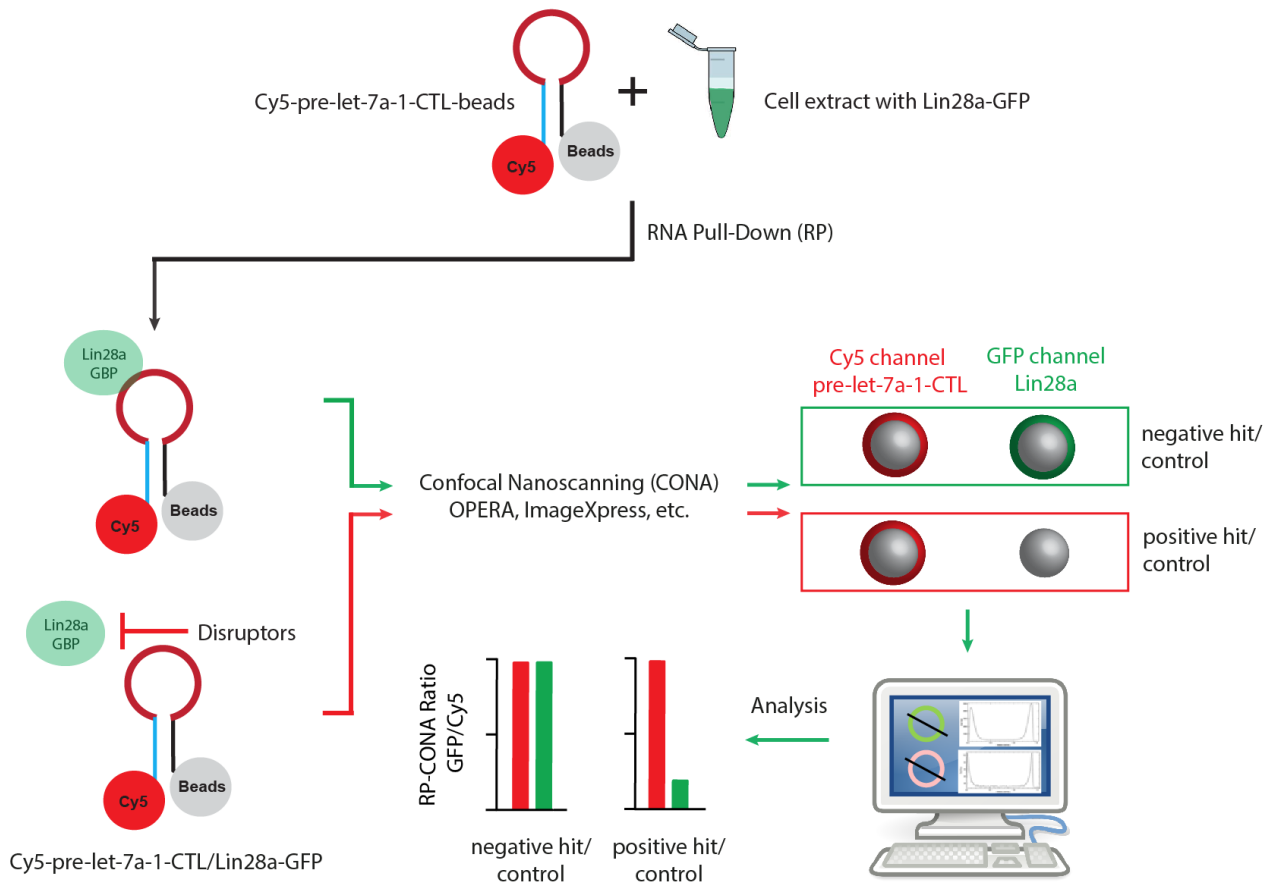 Cy5-pre-let-7a-1-CTL-beads
+
Cell extract with Lin28a-GFP
Cy5
Beads
RNA Pull-Down (RP)
Lin28a
GBP
Cy5
Beads
Cy5 channel
pre-let-7a-1-CTL
GFP channel
Lin28a
negative hit/
control
Confocal Nanoscanning (CONA)
OPERA, ImageXpress, etc.
positive hit/
control
Lin28a
GBP
Disruptors
Cy5
Beads
Cy5-pre-let-7a-1-CTL/Lin28a-GFP
RP-CONA Ratio
GFP/Cy5
negative hit/
control
positive hit/
control
Analysis